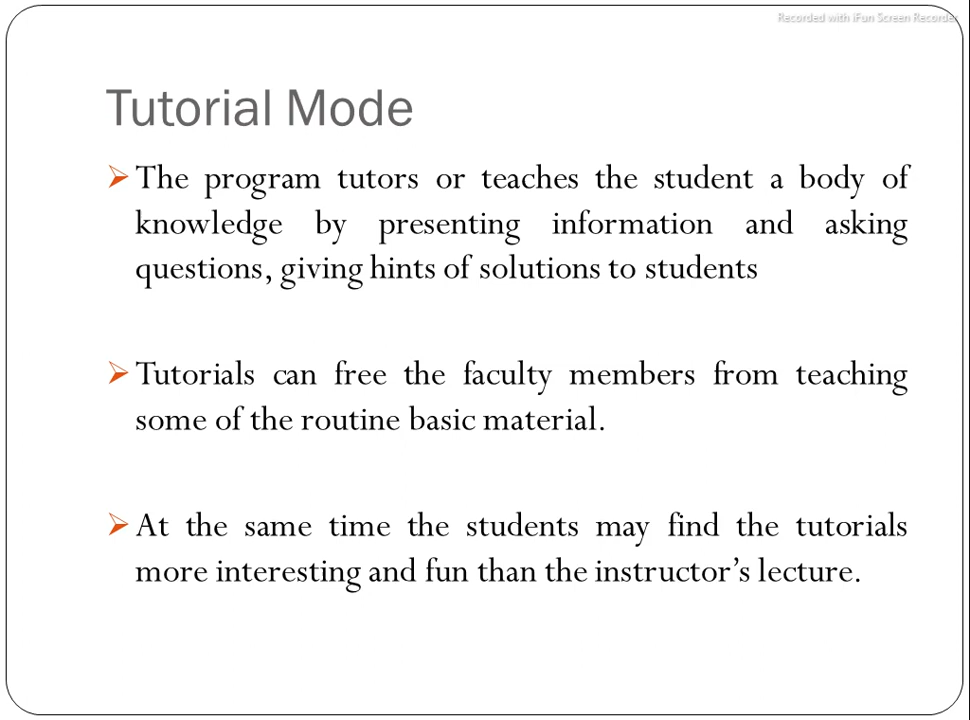 Recorded with iFun Screen Recorder
Tutorial Mode
The program tutors or teaches the student a body of
knowledge by presenting information and asking
questions, giving hints of solutions to students
Tutorials can free the faculty members from teaching
some of the routine basic material.
At the same time the students may find the tutorials
more interesting and fun than the instructor’s lecture.